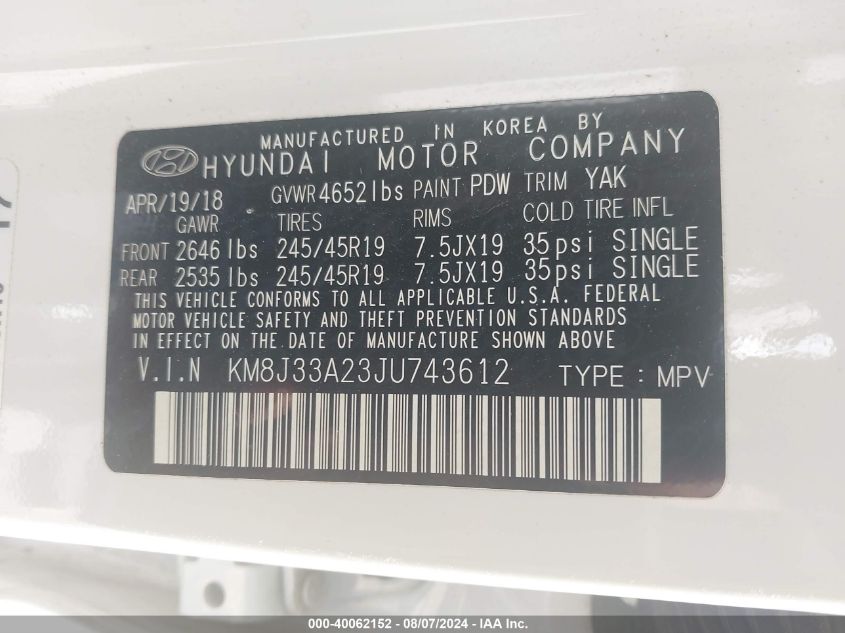 MANUFACTURED IN KOREA BY
HYUNDAI MOTOR COMPANY
APR/19/18 GVWR 4652lbs PAINT PDW TRIM YAK
GAWR TIRES RIMS COLD TIRE INFL
FRONT 2646 lbs 245/45R19 7.5JX19 35psi SINGLE
REAR 2535 lbs 245/45R19 7.5JX19 35psi SINGLE
THIS VEHICLE CONFORMS TO ALL APPLICABLE U.S.A. FEDERAL
MOTOR VEHICLE SAFETY AND THEFT PREVENTION STANDARDS
IN EFFECT ON THE DATE OF MANUFACTURE SHOWN ABOVE
V.I.N KM8J33A23JU743612 TYPE : MPV
000-40062152 - 08/07/2024 - IAA Inc.